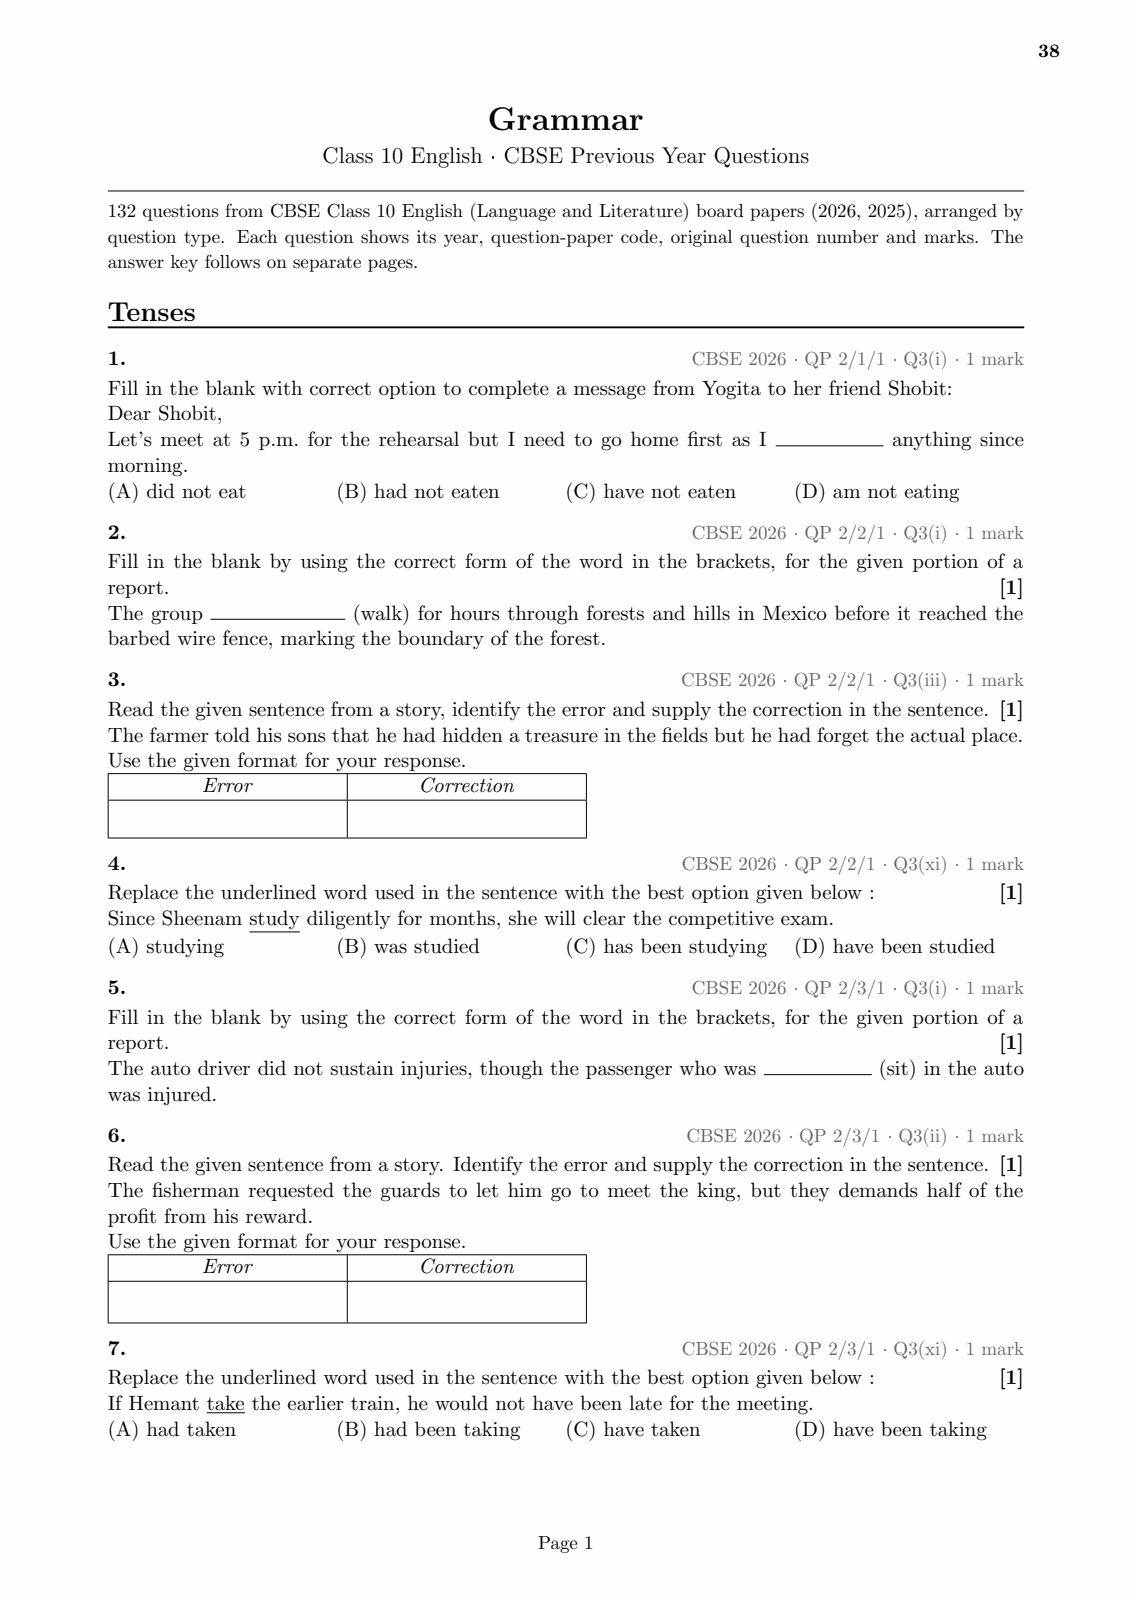 38
Grammar
Class 10 English · CBSE Previous Year Questions
132 questions from CBSE Class 10 English (Language and Literature) board papers (2026, 2025), arranged by
question type. Each question shows its year, question-paper code, original question number and marks. The
answer key follows on separate pages.
Tenses
1. CBSE 2026 · QP 2/1/1 · Q3(i) · 1 mark
Fill in the blank with correct option to complete a message from Yogita to her friend Shobit:
Dear Shobit,
Let's meet at 5 p.m. for the rehearsal but I need to go home first as I __________ anything since
morning.
(A) did not eat (B) had not eaten (C) have not eaten (D) am not eating
2. CBSE 2026 · QP 2/2/1 · Q3(i) · 1 mark
Fill in the blank by using the correct form of the word in the brackets, for the given portion of a
report. [1]
The group ____________ (walk) for hours through forests and hills in Mexico before it reached the
barbed wire fence, marking the boundary of the forest.
3. CBSE 2026 · QP 2/2/1 · Q3(iii) · 1 mark
Read the given sentence from a story, identify the error and supply the correction in the sentence. [1]
The farmer told his sons that he had hidden a treasure in the fields but he had forget the actual place.
Use the given format for your response.
Error Correction
4. CBSE 2026 · QP 2/2/1 · Q3(xi) · 1 mark
Replace the underlined word used in the sentence with the best option given below : [1]
Since Sheenam study diligently for months, she will clear the competitive exam.
(A) studying (B) was studied (C) has been studying (D) have been studied
5. CBSE 2026 · QP 2/3/1 · Q3(i) · 1 mark
Fill in the blank by using the correct form of the word in the brackets, for the given portion of a
report. [1]
The auto driver did not sustain injuries, though the passenger who was __________ (sit) in the auto
was injured.
6. CBSE 2026 · QP 2/3/1 · Q3(ii) · 1 mark
Read the given sentence from a story. Identify the error and supply the correction in the sentence. [1]
The fisherman requested the guards to let him go to meet the king, but they demands half of the
profit from his reward.
Use the given format for your response.
Error Correction
7. CBSE 2026 · QP 2/3/1 · Q3(xi) · 1 mark
Replace the underlined word used in the sentence with the best option given below : [1]
If Hemant take the earlier train, he would not have been late for the meeting.
(A) had taken (B) had been taking (C) have taken (D) have been taking
Page 1